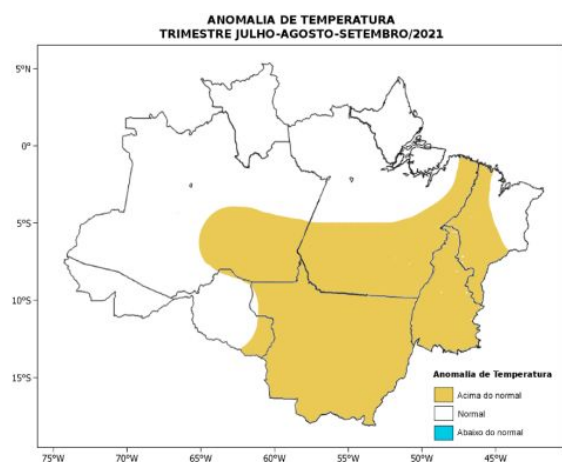 ANOMALIA DE TEMPERATURA
TRIMESTRE JULHO-AGOSTO-SETEMBRO/2021
5°N
0°
5°S
10°S
15°S
Anomalia de Temperatura
Acima do normal
Normal
Abaixo do normal
75°W
70°W
65°W
60°W
55°W
50°W
45°W